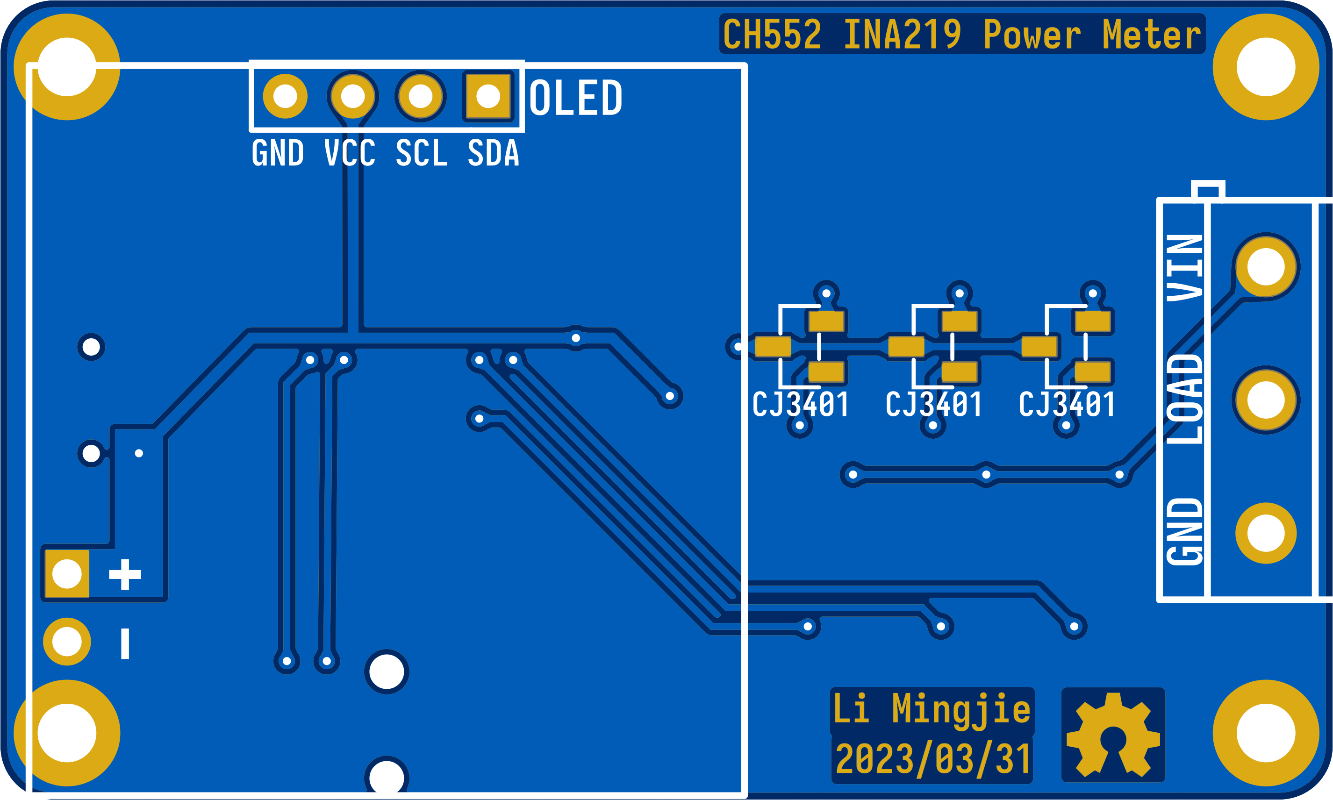 CH552 INA219 Power Meter
OLED
GND VCC SCL SDA
VIN
LOAD
GND
CJ3401 CJ3401 CJ3401
+
-
Li Mingjie
2023/03/31